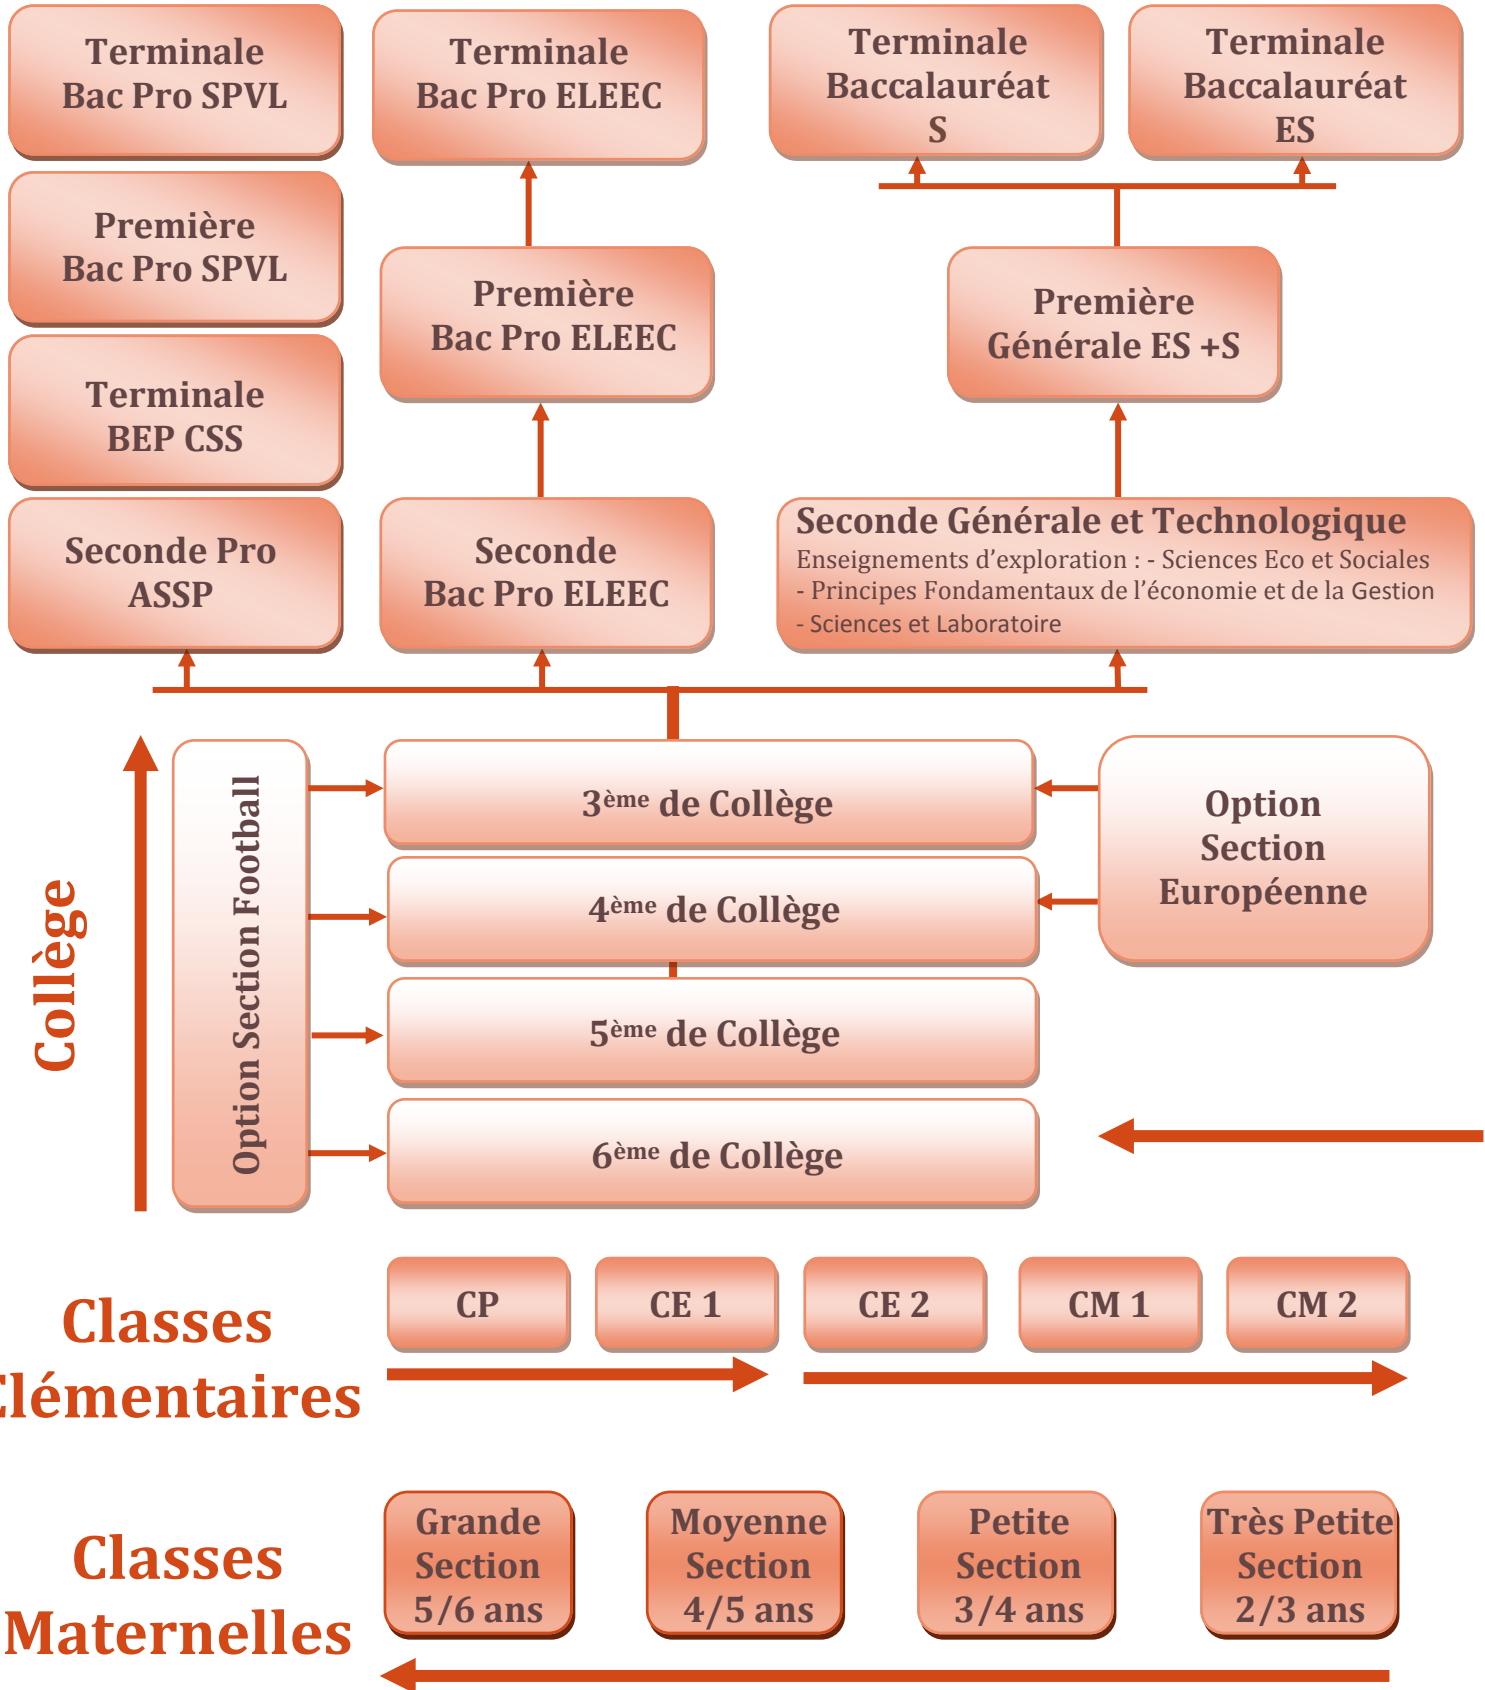 Terminale
Bac Pro SPVL
Terminale
Bac Pro ELEEC
Terminale
Baccalauréat
S
Terminale
Baccalauréat
ES
Première
Bac Pro SPVL
Première
Bac Pro ELEEC
Première
Générale ES +S
Terminale
BEP CSS
Seconde Pro
ASSP
Seconde
Bac Pro ELEEC
Seconde Générale et Technologique
Enseignements d’exploration : - Sciences Eco et Sociales
- Principes Fondamentaux de l’économie et de la Gestion
- Sciences et Laboratoire
Collège
Option Section Football
3ème de Collège
4ème de Collège
5ème de Collège
6ème de Collège
Option
Section
Européenne
Classes
Elémentaires
CP
CE 1
CE 2
CM 1
CM 2
Classes
Maternelles
Grande
Section
5/6 ans
Moyenne
Section
4/5 ans
Petite
Section
3/4 ans
Très Petite
Section
2/3 ans